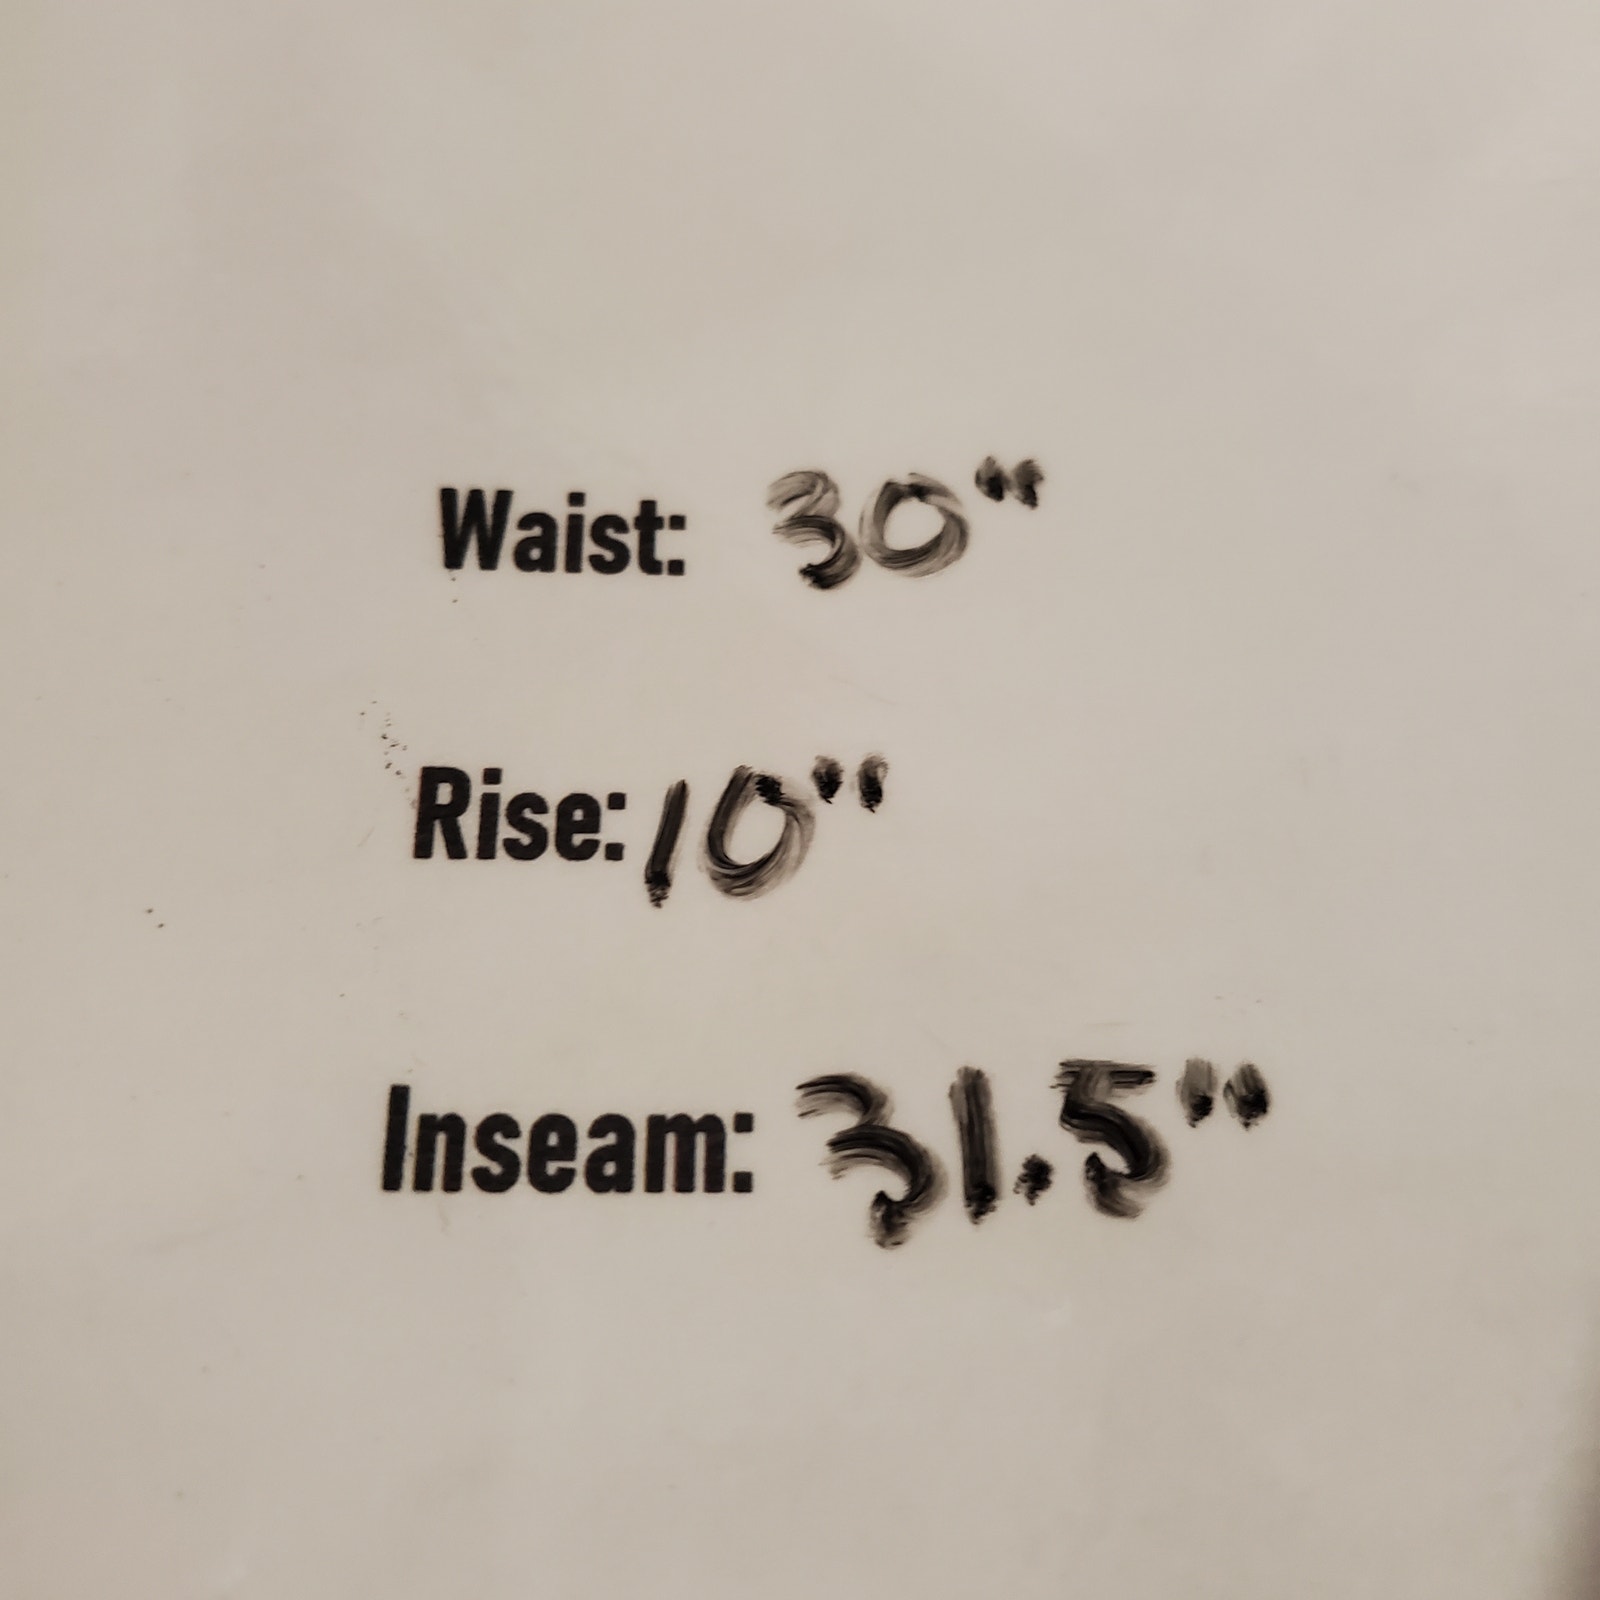 Waist: 30"
Rise: 10"
Inseam: 31.5"